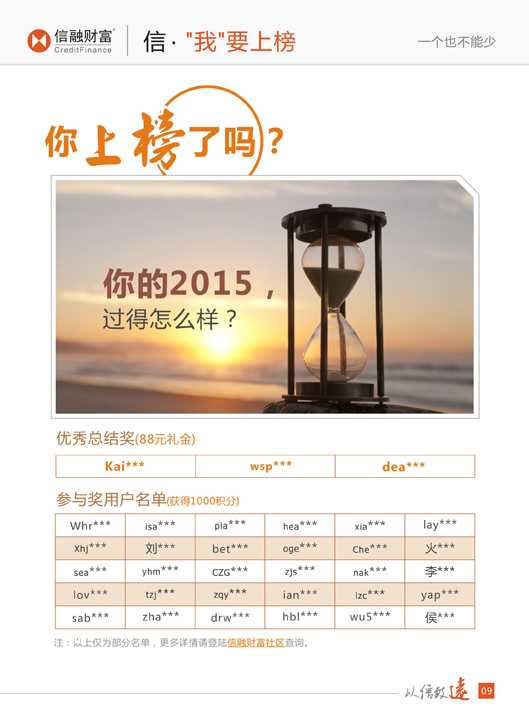 信融财富
CreditFinance
信·"我"要上榜
一个也不能少
你上榜了吗？
你的2015，
过得怎么样？
优秀总结奖(88元礼金)
Kai*** wsp*** dea***
参与奖用户名单(获得1000积分)
Whr*** isa*** pia*** hea*** xia*** lay***
Xhj*** 刘*** bet*** oge*** Che*** 火***
sea*** yhm*** CZG*** zjs*** nak*** 李***
lov*** tzj*** zqy*** ian*** lzc*** yap***
sab*** zha*** drw*** hbl*** wu5*** 侯***
注：以上仅为部分名单，更多详情请登陆信融财富社区查询。
以信致远
09